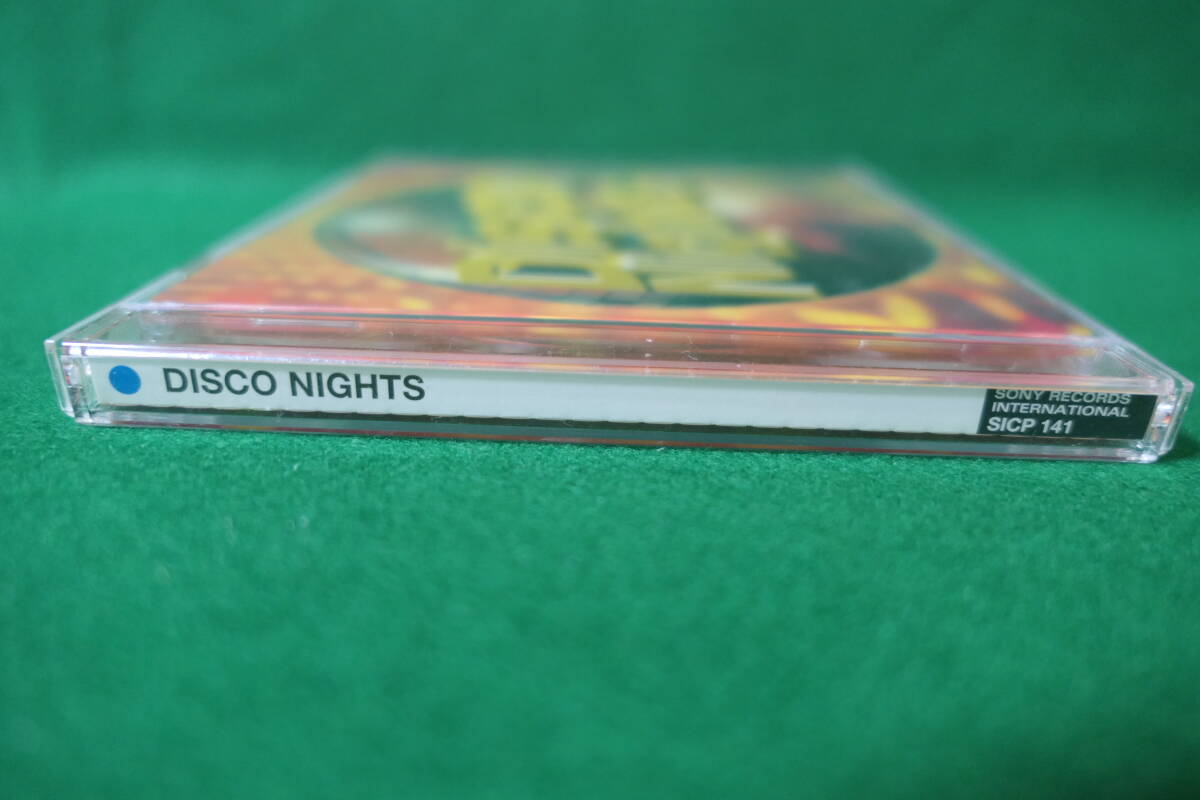 DISCO NIGHTS
SONY RECORDS
INTERNATIONAL
SICP 141